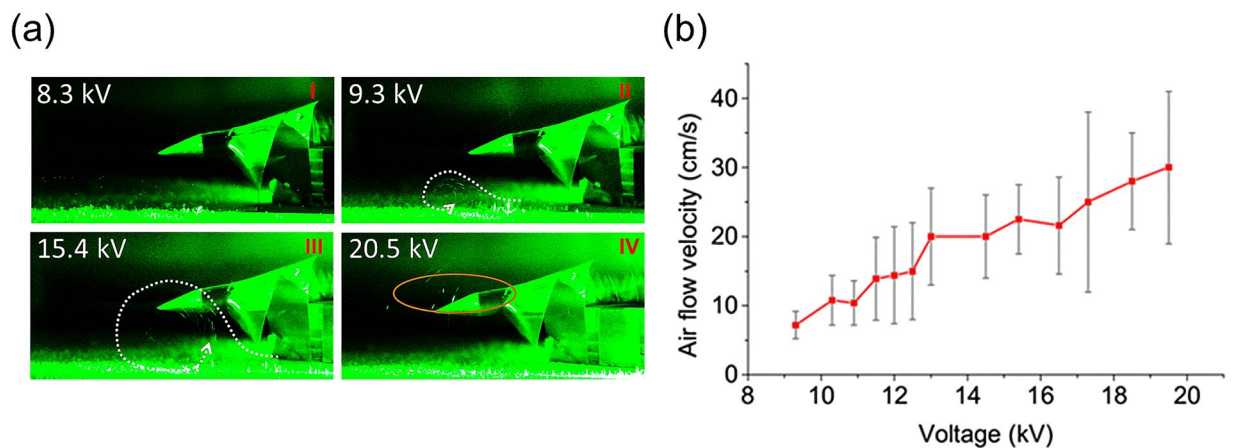 (a)
8.3 kV I
9.3 kV II
15.4 kV III
20.5 kV IV
(b)
Air flow velocity (cm/s)
40
30
20
10
0
8 10 12 14 16 18 20
Voltage (kV)